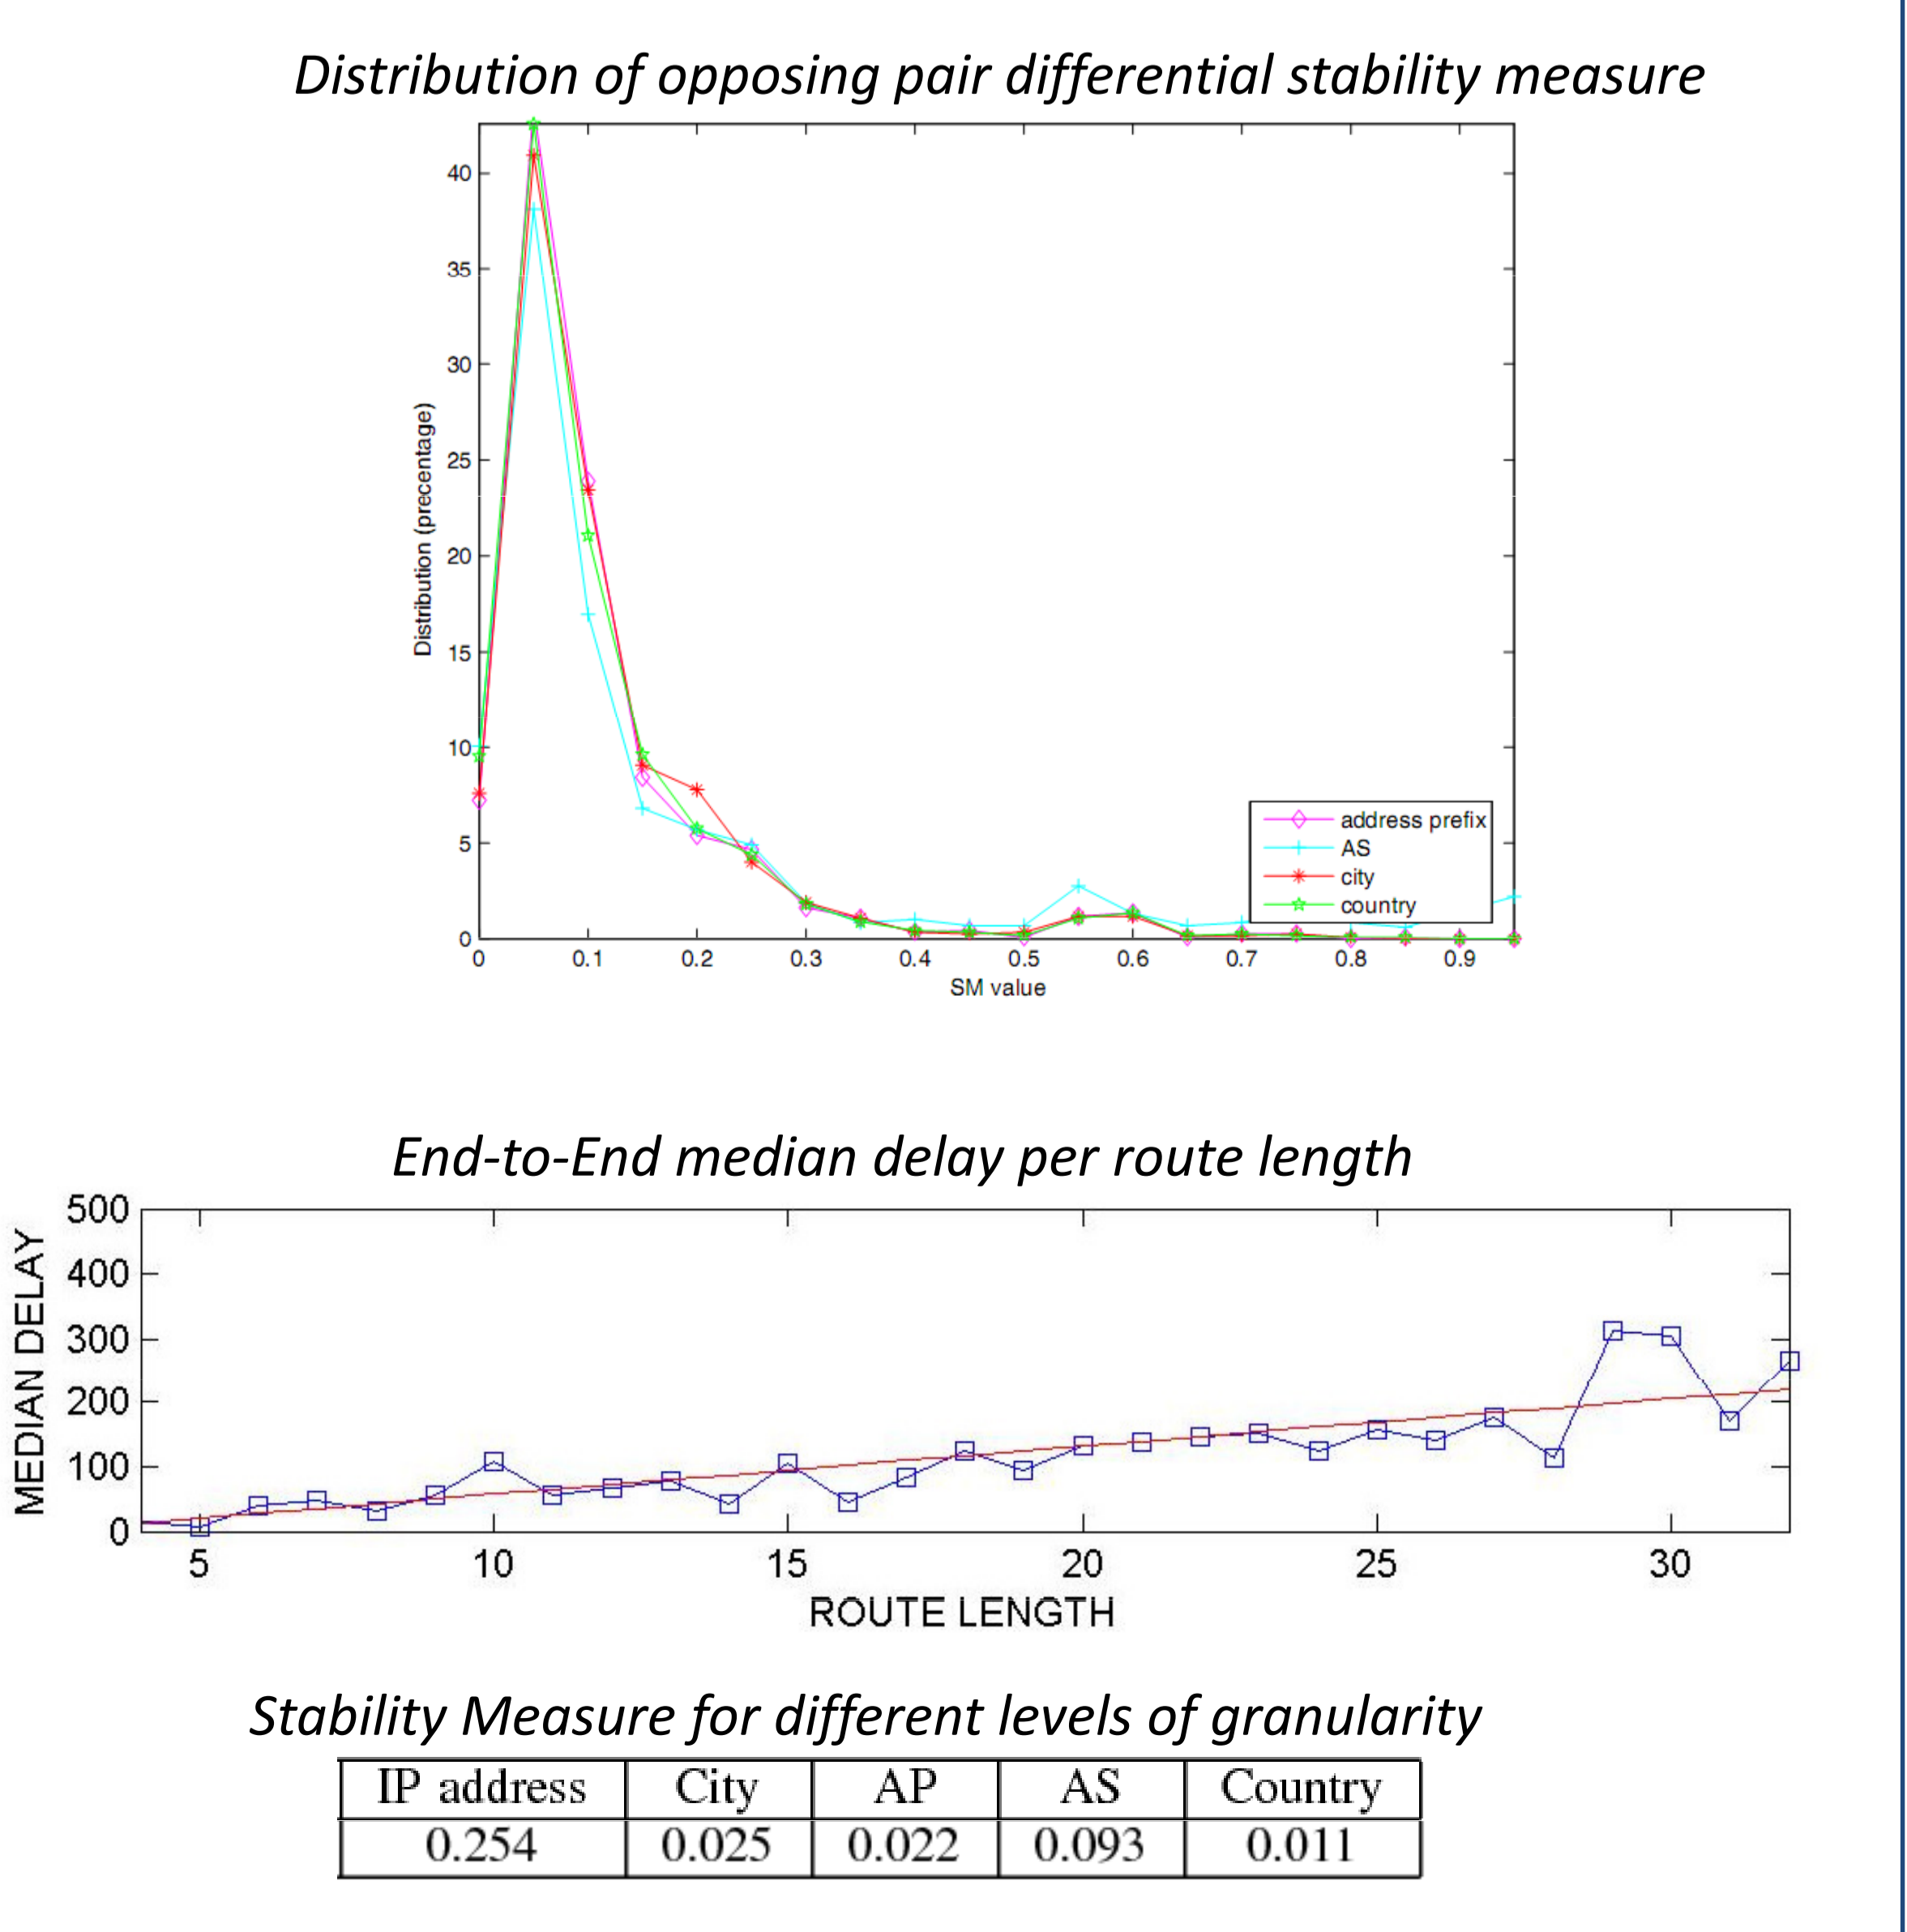 Distribution of opposing pair differential stability measure
40
35
30
25
20
15
10
5
0
Distribution (precentage)
address prefix
AS
city
country
0 0.1 0.2 0.3 0.4 0.5 0.6 0.7 0.8 0.9
SM value
End-to-End median delay per route length
500
400
300
200
100
0
MEDIAN DELAY
5 10 15 20 25 30
ROUTE LENGTH
Stability Measure for different levels of granularity
IP address City AP AS Country
0.254 0.025 0.022 0.093 0.011